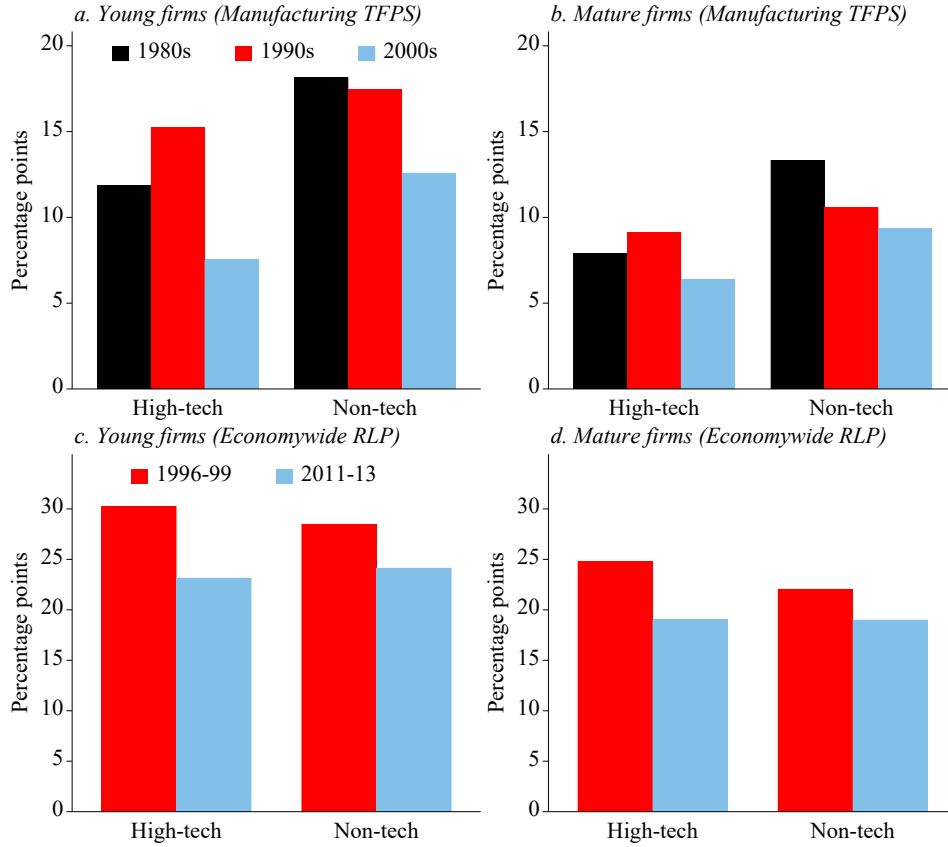 a. Young firms (Manufacturing TFPS)
1980s 1990s 2000s
Percentage points
20
15
10
5
0
High-tech Non-tech
b. Mature firms (Manufacturing TFPS)
Percentage points
20
15
10
5
0
High-tech Non-tech
c. Young firms (Economywide RLP)
1996-99 2011-13
Percentage points
30
25
20
15
10
5
0
High-tech Non-tech
d. Mature firms (Economywide RLP)
Percentage points
30
25
20
15
10
5
0
High-tech Non-tech